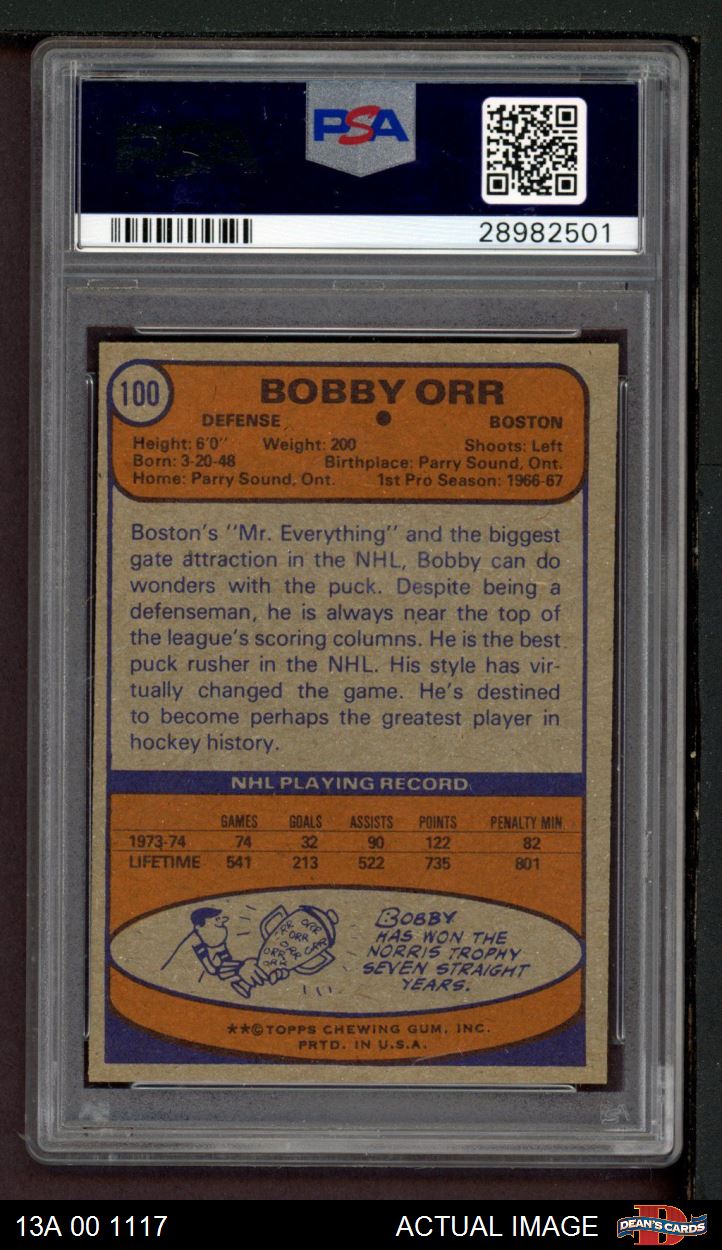 PSA
28982501
100
BOBBY ORR
DEFENSE
BOSTON
Height: 6'0" Weight: 200 Shoots: Left
Born: 3-20-48 Birthplace: Parry Sound, Ont.
Home: Parry Sound, Ont. 1st Pro Season: 1966-67
Boston's "Mr. Everything" and the biggest
gate attraction in the NHL, Bobby can do
wonders with the puck. Despite being a
defenseman, he is always near the top of
the league's scoring columns. He is the best
puck rusher in the NHL. His style has vir-
tually changed the game. He's destined
to become perhaps the greatest player in
hockey history.
NHL PLAYING RECORD
GAMES GOALS ASSISTS POINTS PENALTY MIN.
1973-74 74 32 90 122 82
LIFETIME 541 213 522 735 801
ORR
ORR
ORR
ORR
ORR
BOBBY
HAS WON THE
NORRIS TROPHY
SEVEN STRAIGHT
YEARS.
**©TOPPS CHEWING GUM, INC.
PRTD. IN U.S.A.
13A 00 1117
ACTUAL IMAGE
DEAN'S CARDS